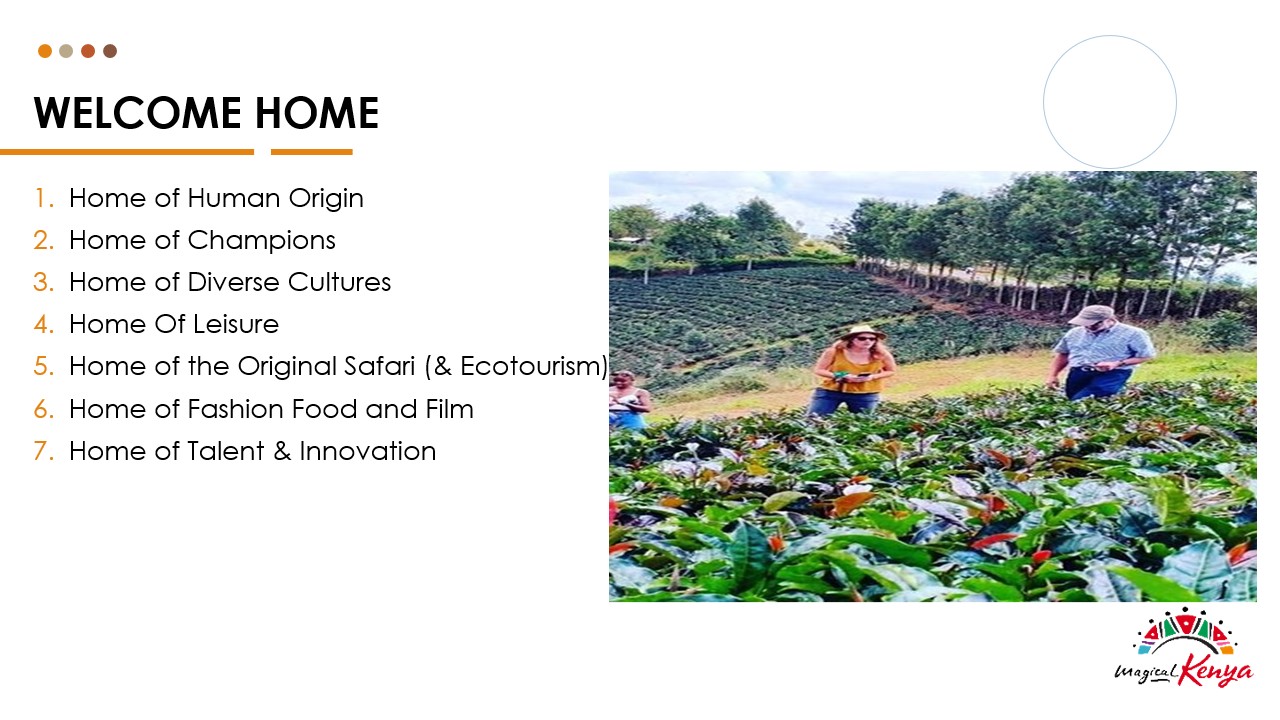 WELCOME HOME
1. Home of Human Origin
2. Home of Champions
3. Home of Diverse Cultures
4. Home Of Leisure
5. Home of the Original Safari (& Ecotourism)
6. Home of Fashion Food and Film
7. Home of Talent & Innovation
magical Kenya